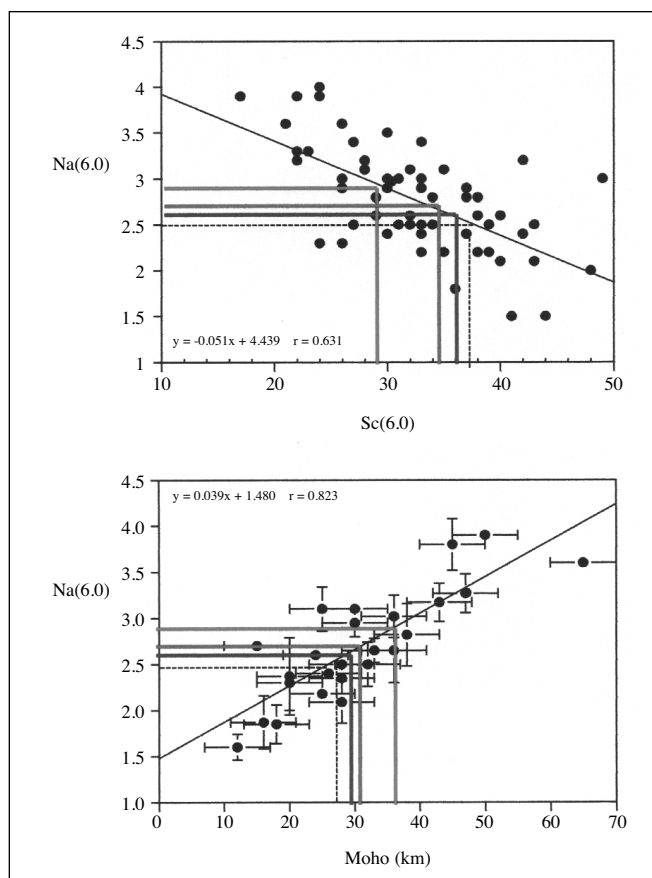 4.5
4
3.5
Na(6.0)
3
2.5
2
1.5
y = -0.051x + 4.439 r = 0.631
1
10 20 30 40 50
Sc(6.0)
4.5
y = 0.039x + 1.480 r = 0.823
4.0
3.5
Na(6.0)
3.0
2.5
2.0
1.5
1.0
0 10 20 30 40 50 60 70
Moho (km)